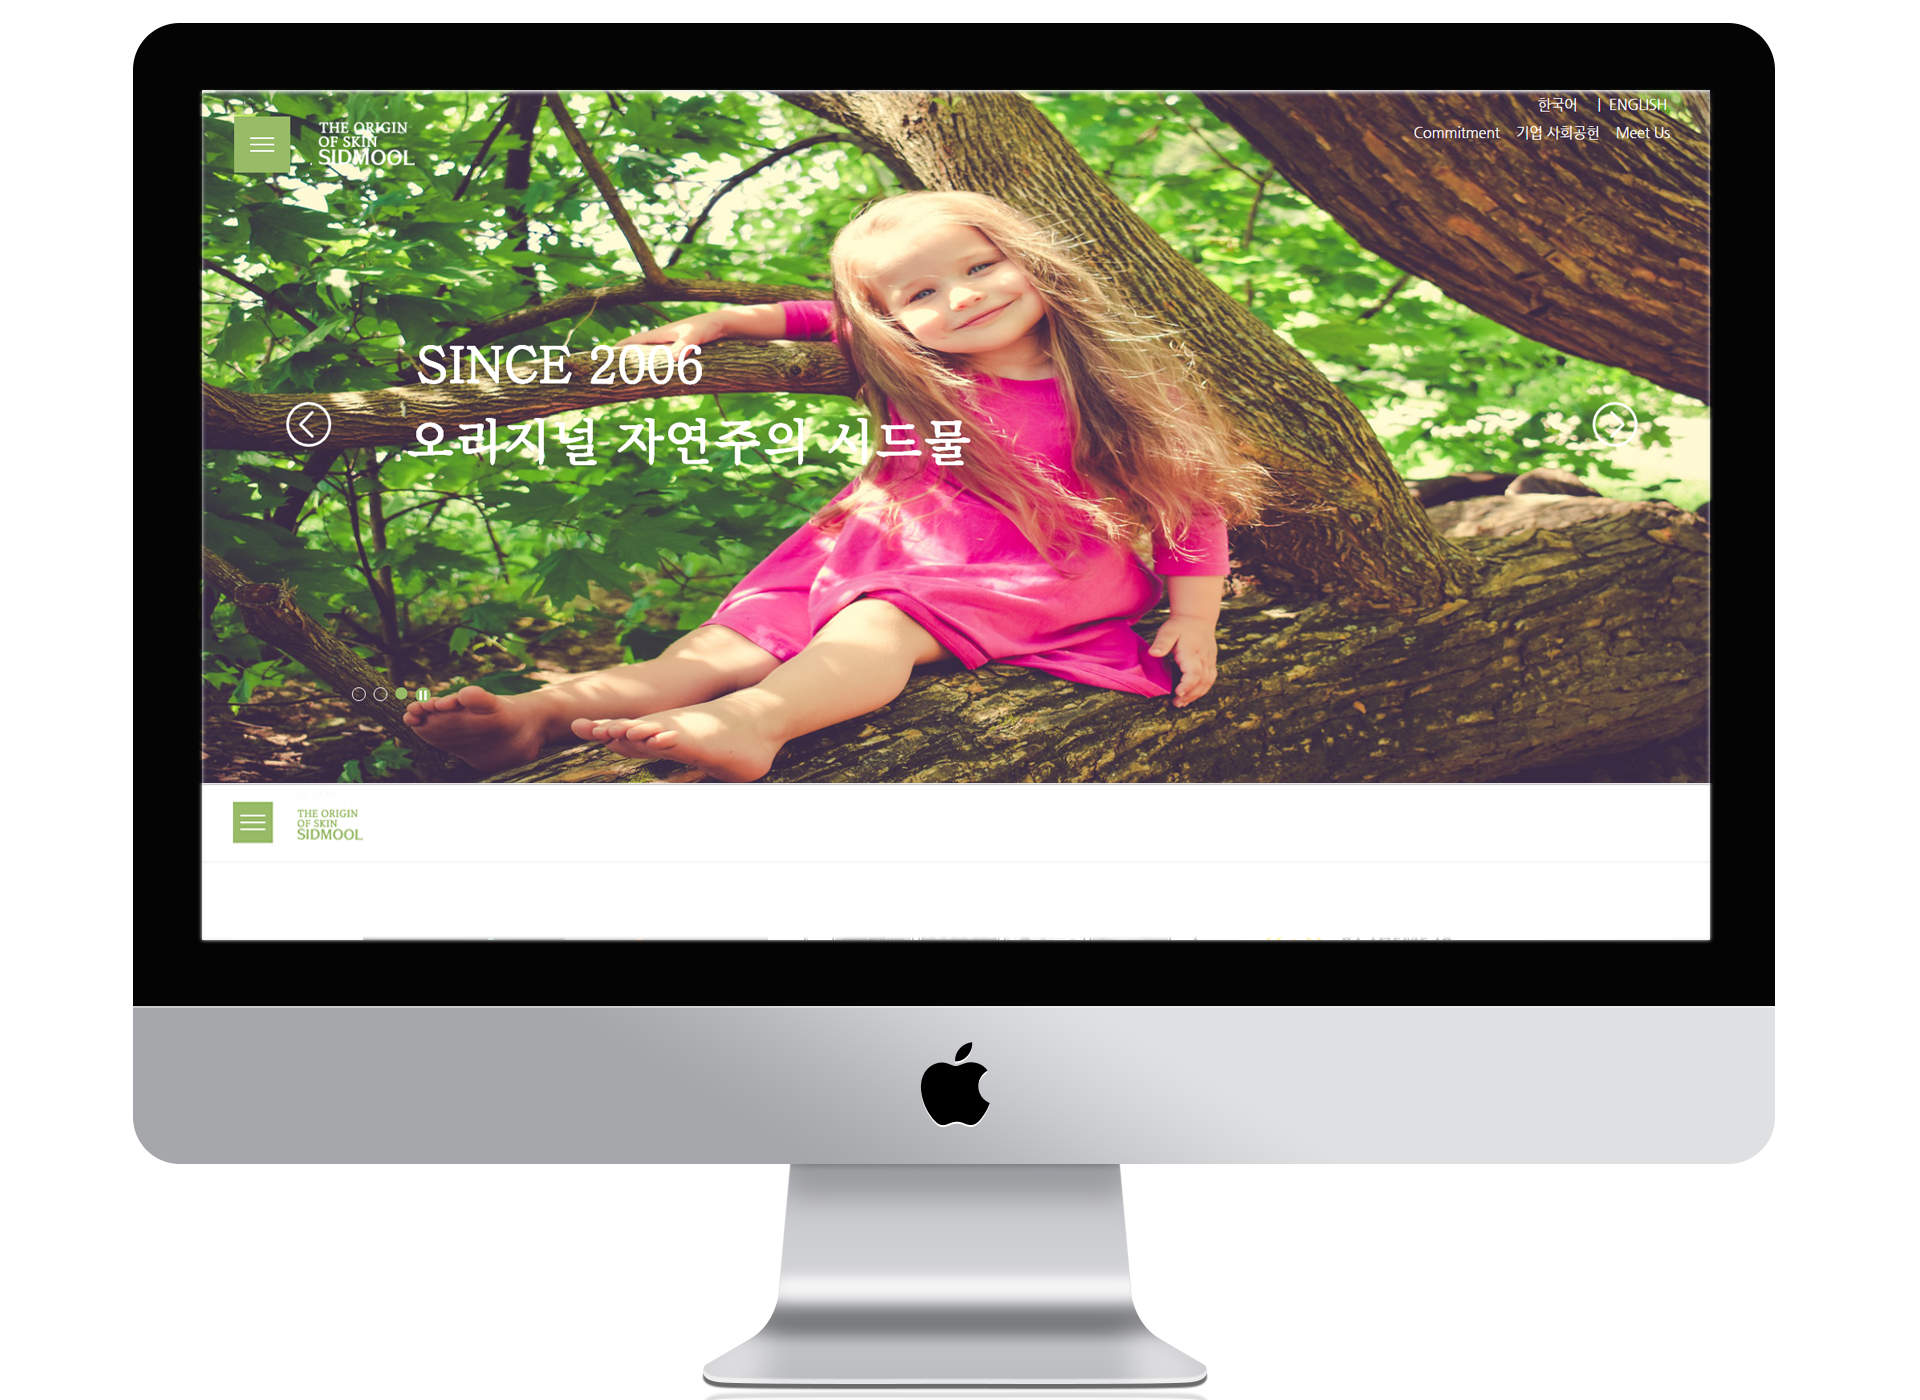 한국어 | ENGLISH
THE ORIGIN
OF SKIN
SIDMOOL
Commitment 기업 사회공헌 Meet Us
SINCE 2006
오리지널 자연주의 시드물
THE ORIGIN
OF SKIN
SIDMOOL